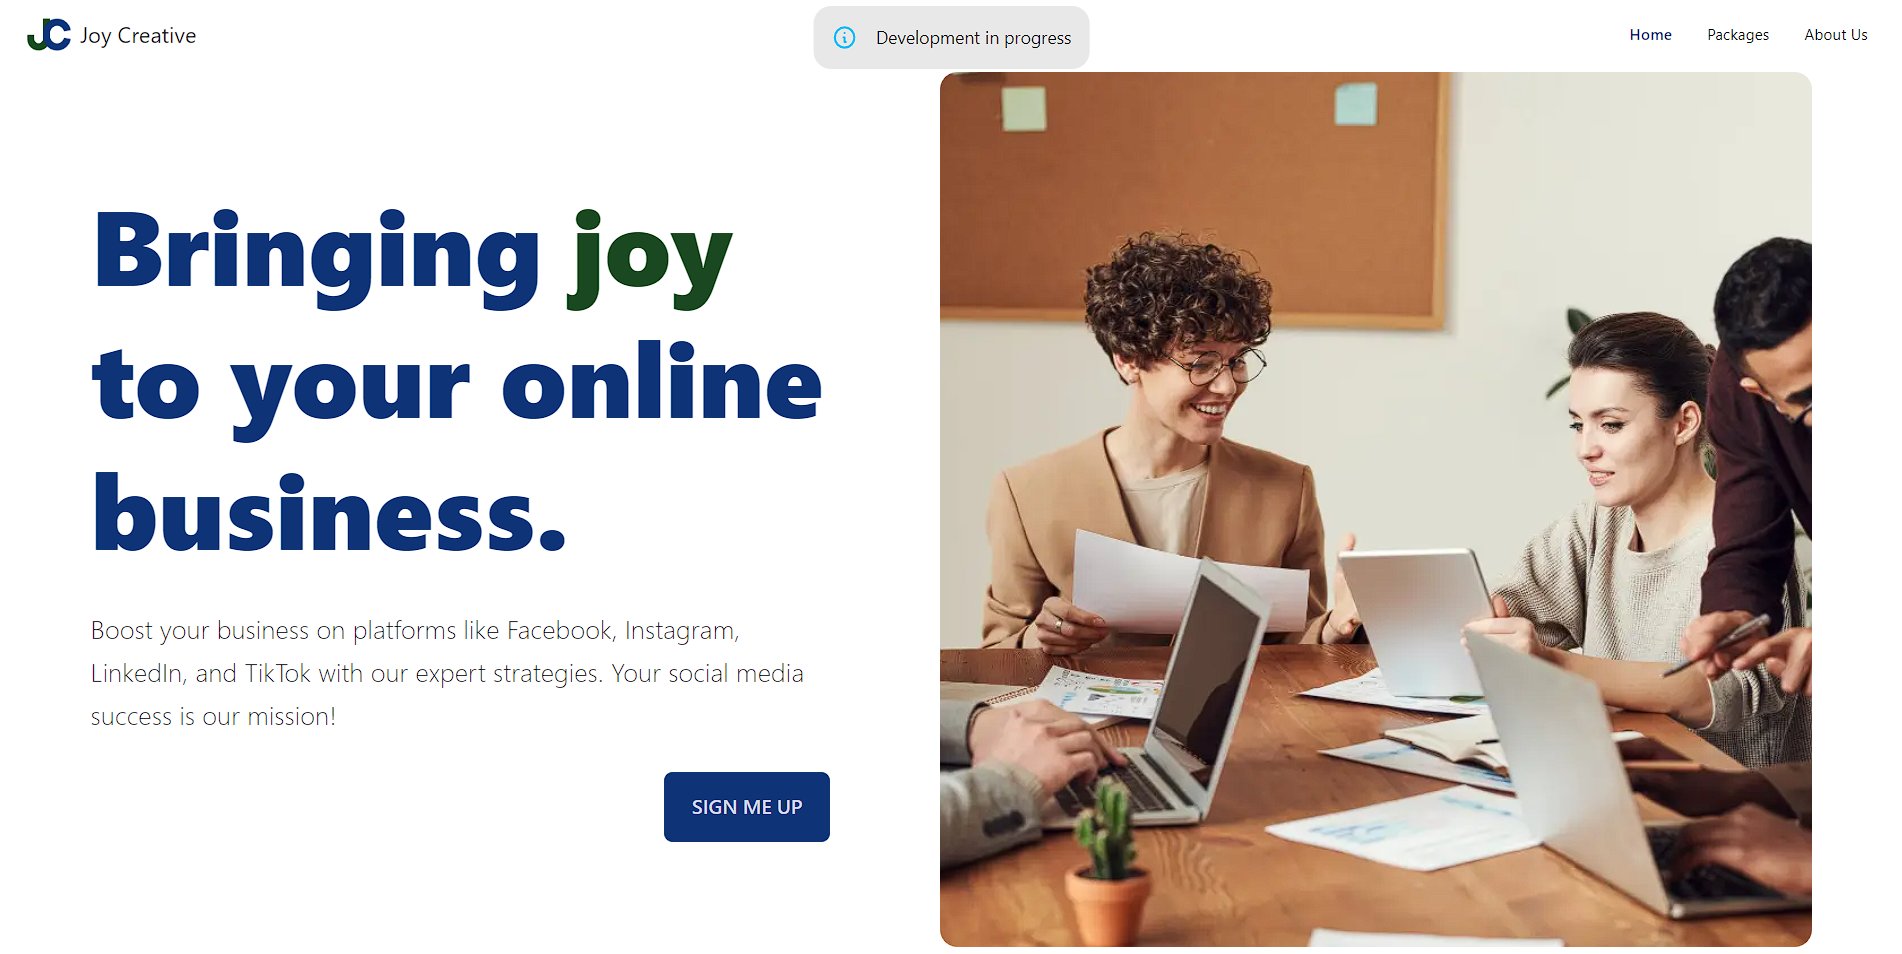 JC Joy Creative
Development in progress
Home Packages About Us
Bringing joy
to your online
business.
Boost your business on platforms like Facebook, Instagram,
LinkedIn, and TikTok with our expert strategies. Your social media
success is our mission!
SIGN ME UP